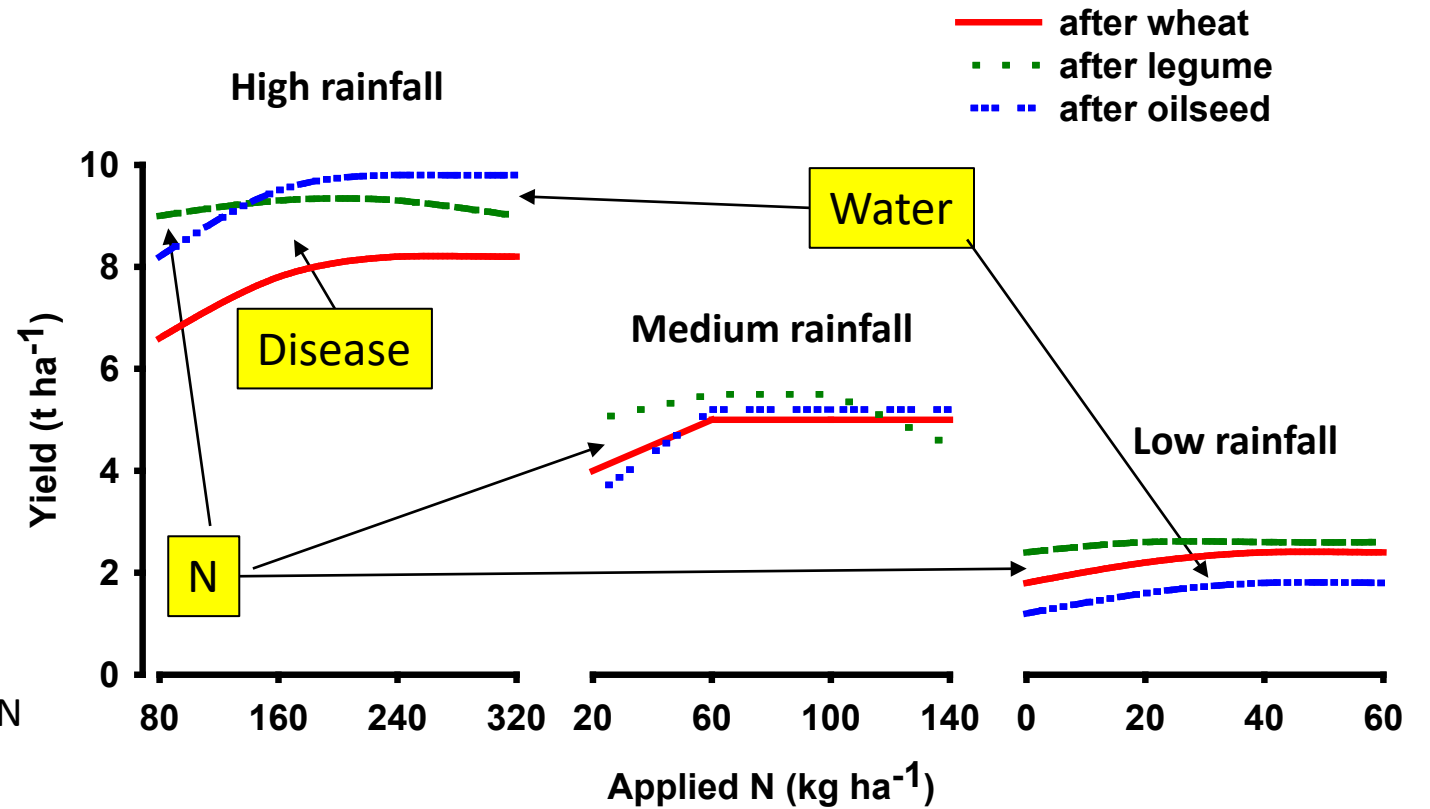 after wheat
after legume
after oilseed
High rainfall
Water
Disease
Medium rainfall
Low rainfall
N
Yield (t ha-1)
10
8
6
4
2
0
N
80 160 240 320 20 60 100 140 0 20 40 60
Applied N (kg ha-1)